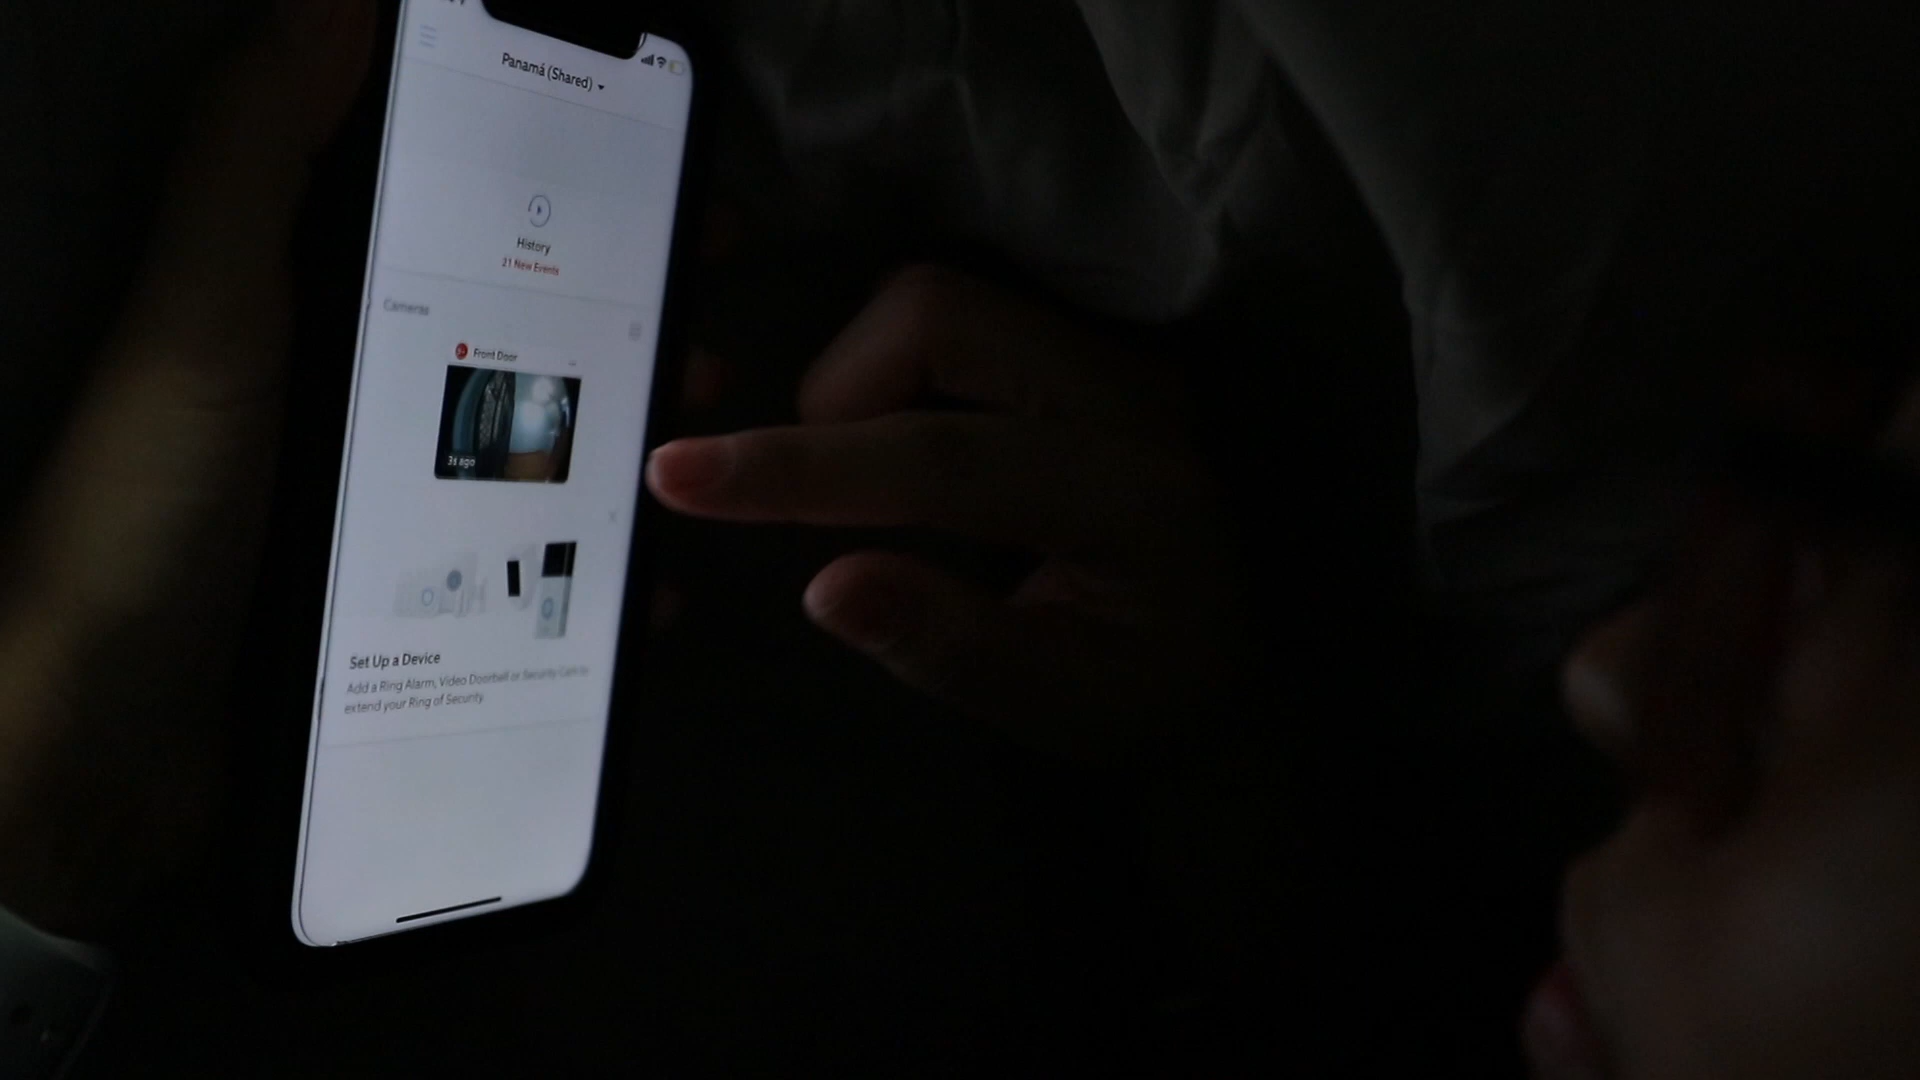 Panamá (Shared)
History
21 New Events
Cameras
Front Door
3s ago
Set Up a Device
Add a Ring Alarm, Video Doorbell or Security Cam to
extend your Ring of Security.